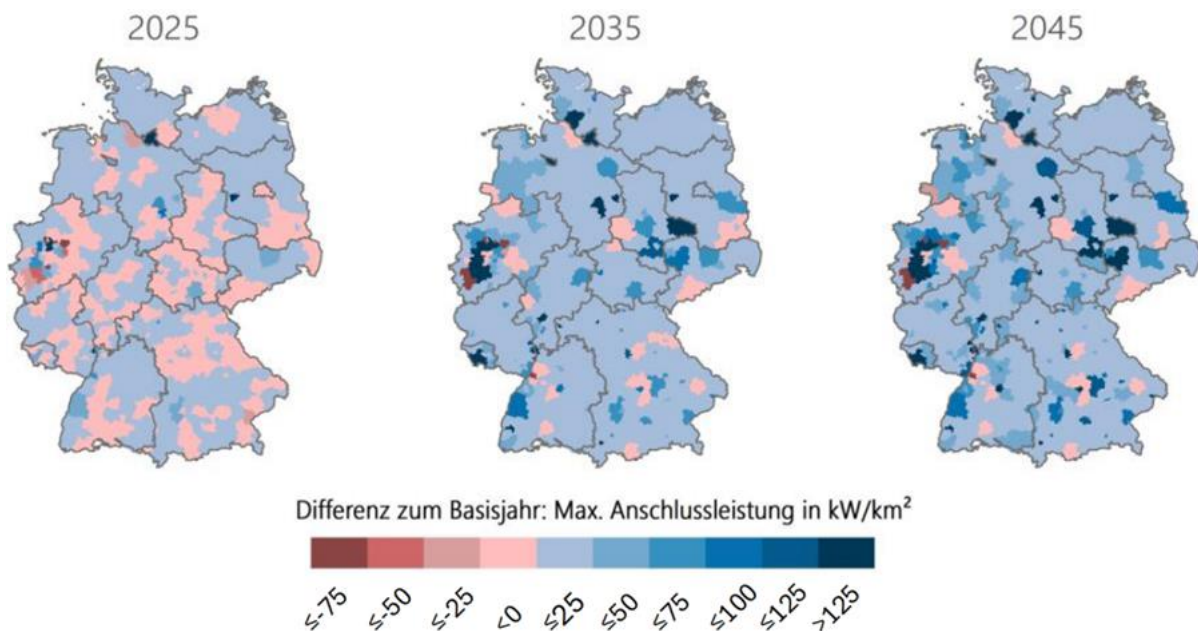 2025 2035 2045
Differenz zum Basisjahr: Max. Anschlussleistung in kW/km²
≤-75 ≤-50 ≤-25 <0 ≤25 ≤50 ≤75 ≤100 ≤125 >125